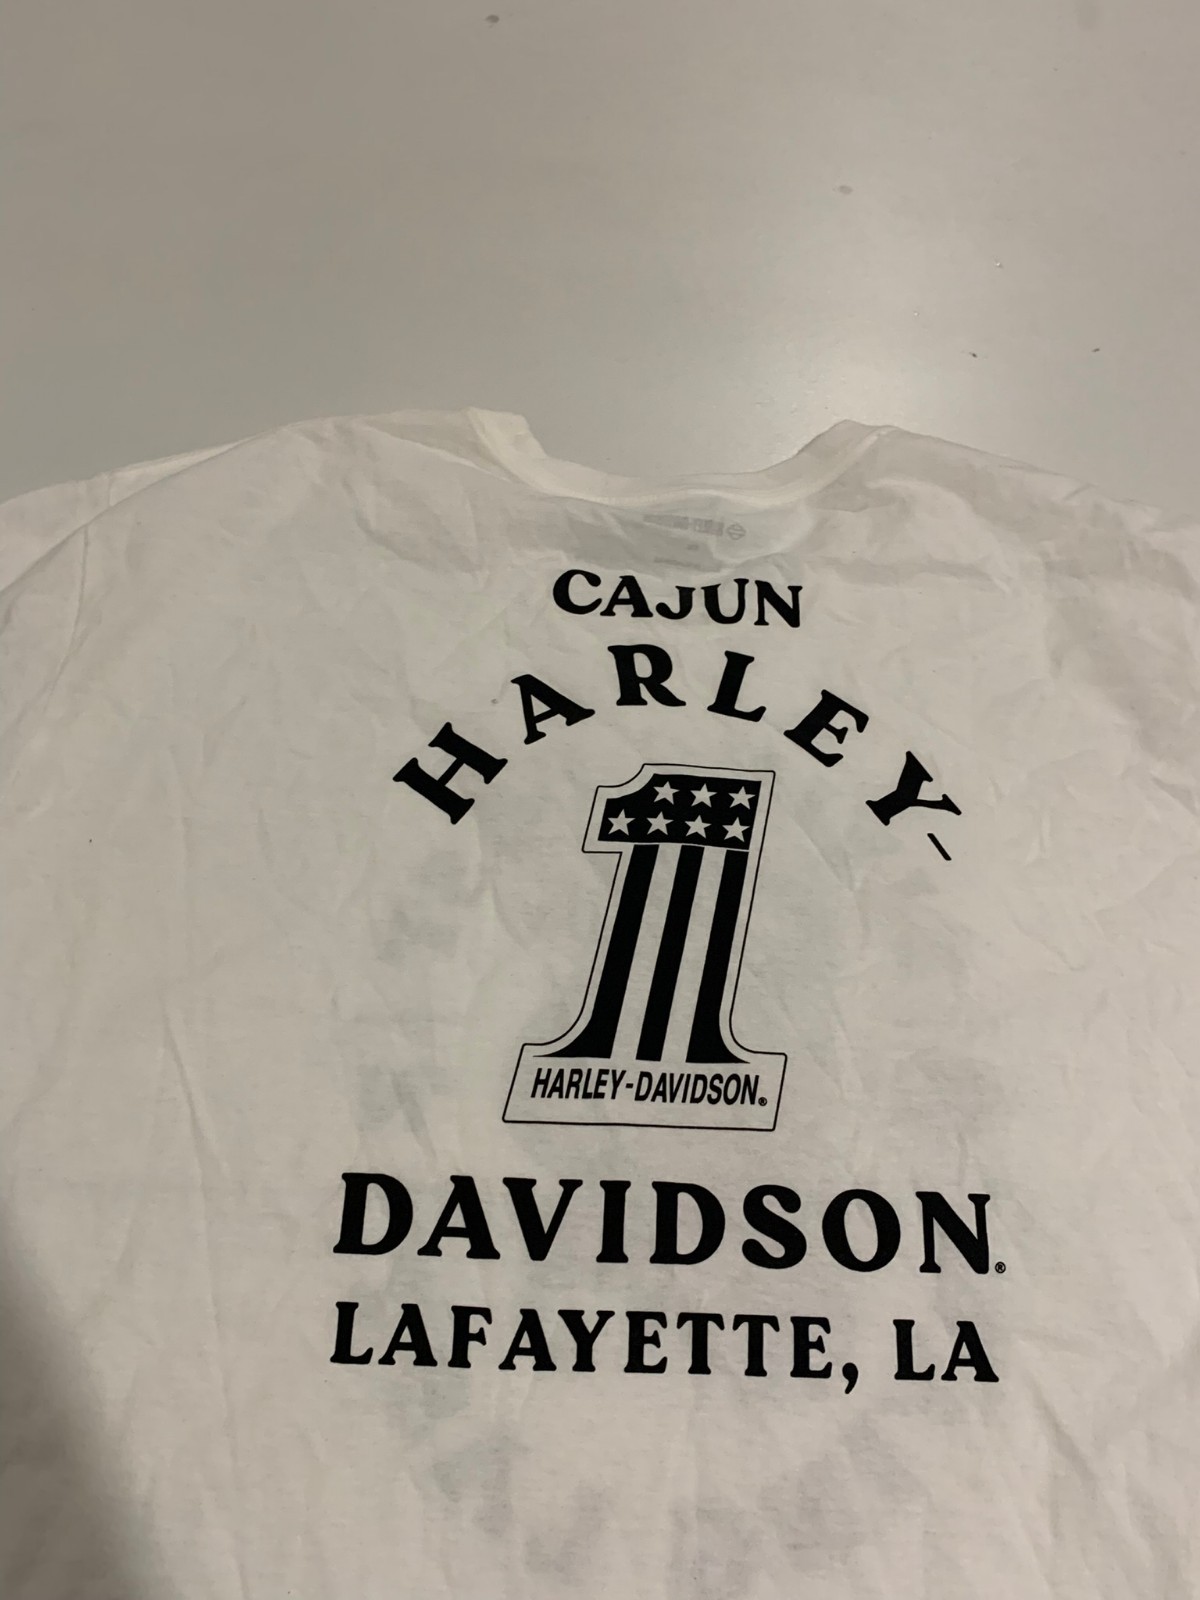 CAJUN
HARLEY-
HARLEY-DAVIDSON®
DAVIDSON®
LAFAYETTE, LA